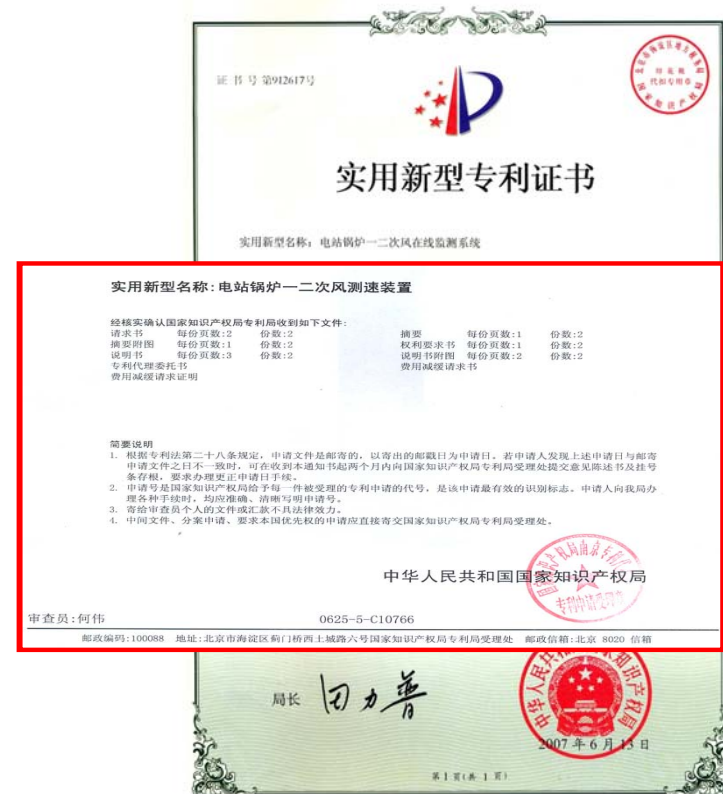 证书号第912617号
实用新型专利证书
实用新型名称：电站锅炉一二次风在线监测系统
实用新型名称:电站锅炉一二次风测速装置
经核实确认国家知识产权局专利局收到如下文件:
请求书 每份页数:2 份数:2 摘要 每份页数:1 份数:2
摘要附图 每份页数:1 份数:2 权利要求书 每份页数:1 份数:2
说明书 每份页数:3 份数:2 说明书附图 每份页数:2 份数:2
专利代理委托书 费用减缓请求书
费用减缓请求证明
简要说明
1. 根据专利法第二十八条规定，申请文件是邮寄的，以寄出的邮戳日为申请日。若申请人发现上述申请日与邮寄
申请文件之日不一致时，可在收到本通知书起两个月内向国家知识产权局专利局受理处提交意见陈述书及挂号
条存根，要求办理更正申请日手续。
2. 申请号是国家知识产权局给予每一件被受理的专利申请的代号，是该申请最有效的识别标志。申请人向我局办
理各种手续时，均应准确、清晰写明申请号。
3. 寄给审查员个人的文件或汇款不具法律效力。
4. 中间文件、分案申请、要求本国优先权的申请应直接寄交国家知识产权局专利局受理处。
中华人民共和国国家知识产权局
审查员:何伟 0625-5-C10766
邮政编码:100088 地址:北京市海淀区蓟门桥西土城路六号国家知识产权局专利局受理处 邮政信箱:北京 8020 信箱
局长 田力普
2007年6月13日
第1页(共 1 页)